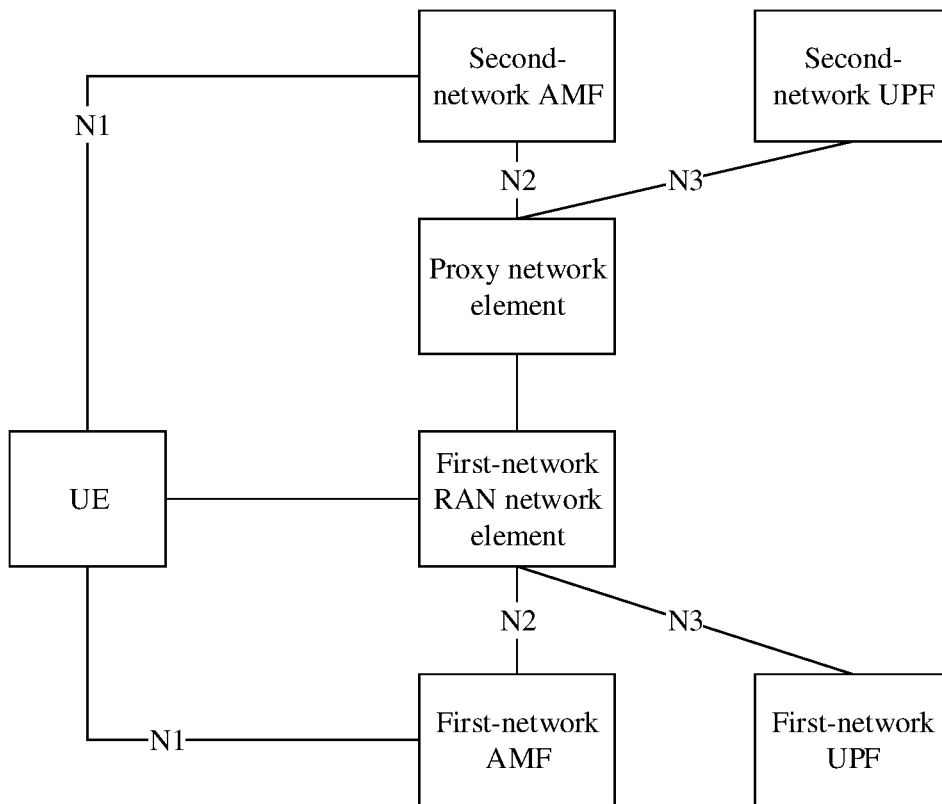 Second-
network AMF
Second-
network UPF
N1
N2
N3
Proxy network
element
UE
First-network
RAN network
element
N2
N3
N1
First-network
AMF
First-network
UPF